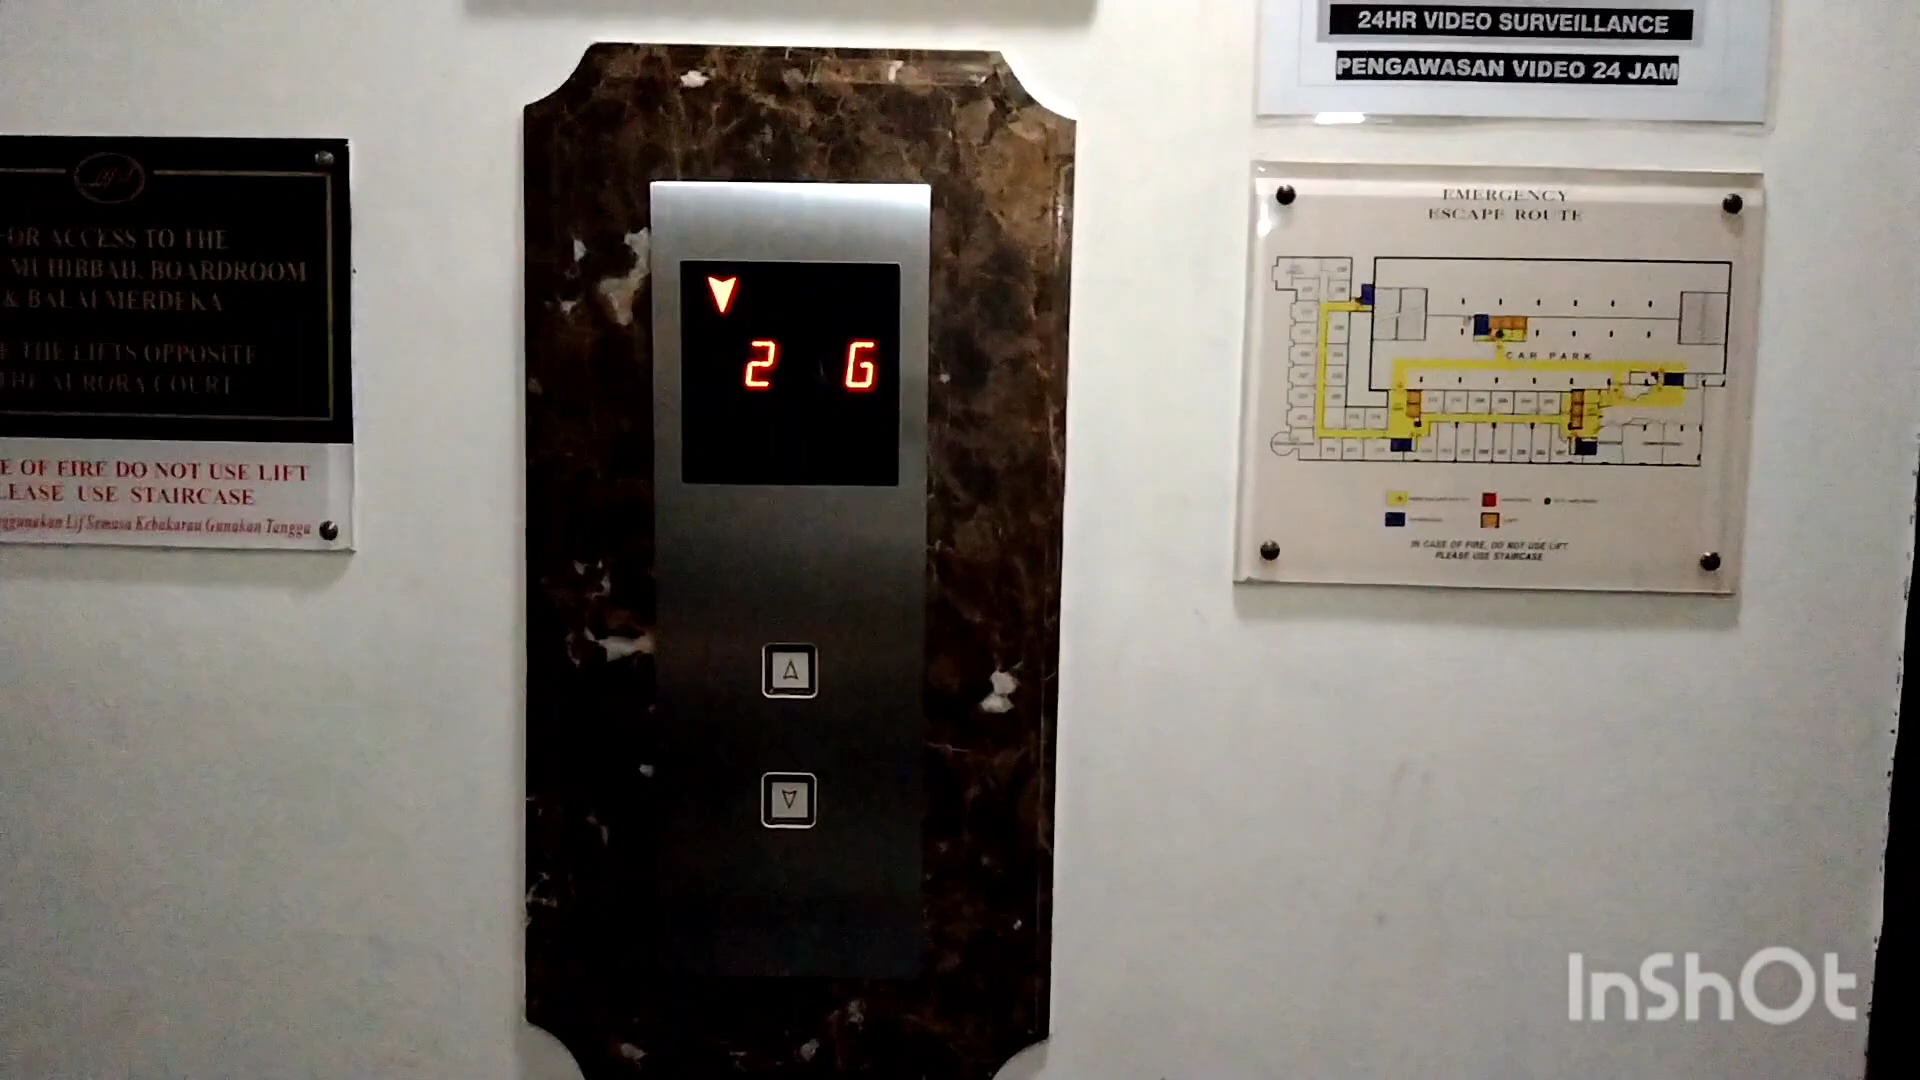 OR ACCESS TO THE
MUHIBBAH, BOARDROOM
& BALAI MERDEKA
THE LIFTS OPPOSITE
THE AURORA COURT
E OF FIRE DO NOT USE LIFT
LEASE USE STAIRCASE
ggunakan Lif Semasa Kebakaran Gunakan Tangga
2 G
24HR VIDEO SURVEILLANCE
PENGAWASAN VIDEO 24 JAM
EMERGENCY
ESCAPE ROUTE
CAR PARK
IN CASE OF FIRE, DO NOT USE LIFT
PLEASE USE STAIRCASE
InShOt